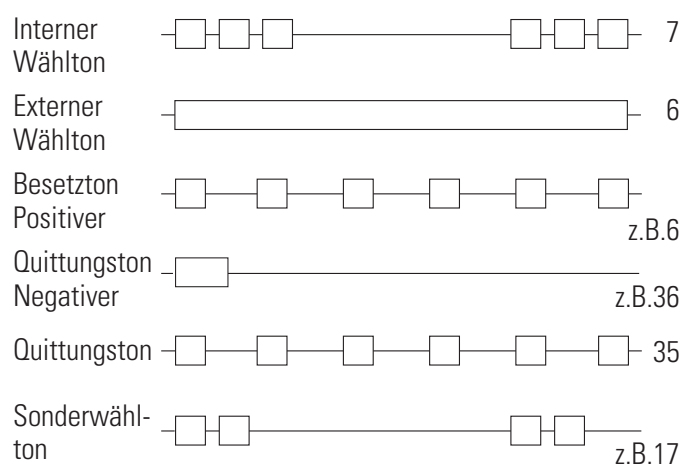 Interner
Wählton 7
Externer
Wählton 6
Besetzton
Positiver z.B.6
Quittungston
Negativer z.B.36
Quittungston 35
Sonderwähl-
ton z.B.17